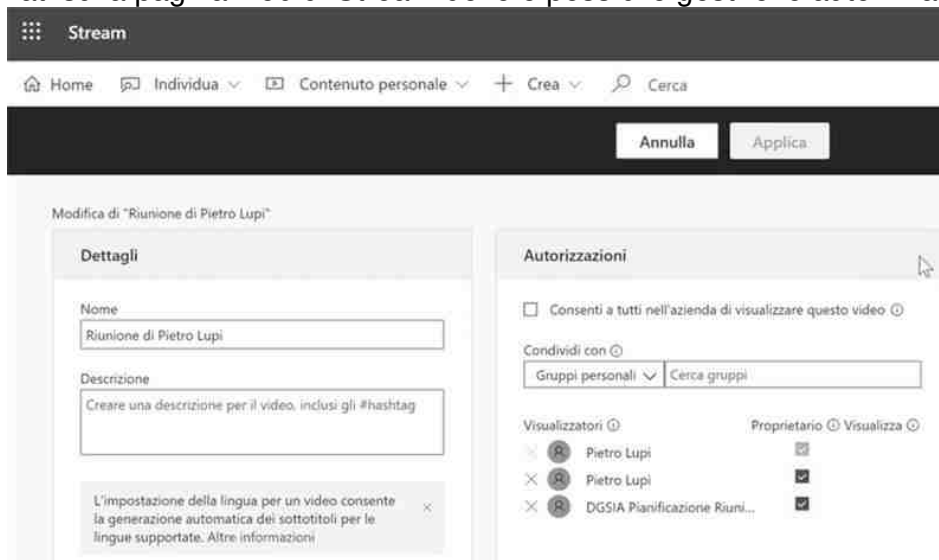 Stream
Home Individua Contenuto personale Crea Cerca
Annulla Applica
Modifica di "Riunione di Pietro Lupi"
Dettagli
Nome
Riunione di Pietro Lupi
Descrizione
Creare una descrizione per il video, inclusi gli #hashtag
L'impostazione della lingua per un video consente
la generazione automatica dei sottotitoli per le
lingue supportate. Altre informazioni
Autorizzazioni
Consenti a tutti nell'azienda di visualizzare questo video
Condividi con
Gruppi personali Cerca gruppi
Visualizzatori Proprietario Visualizza
Pietro Lupi
Pietro Lupi
DGSIA Pianificazione Riuni...